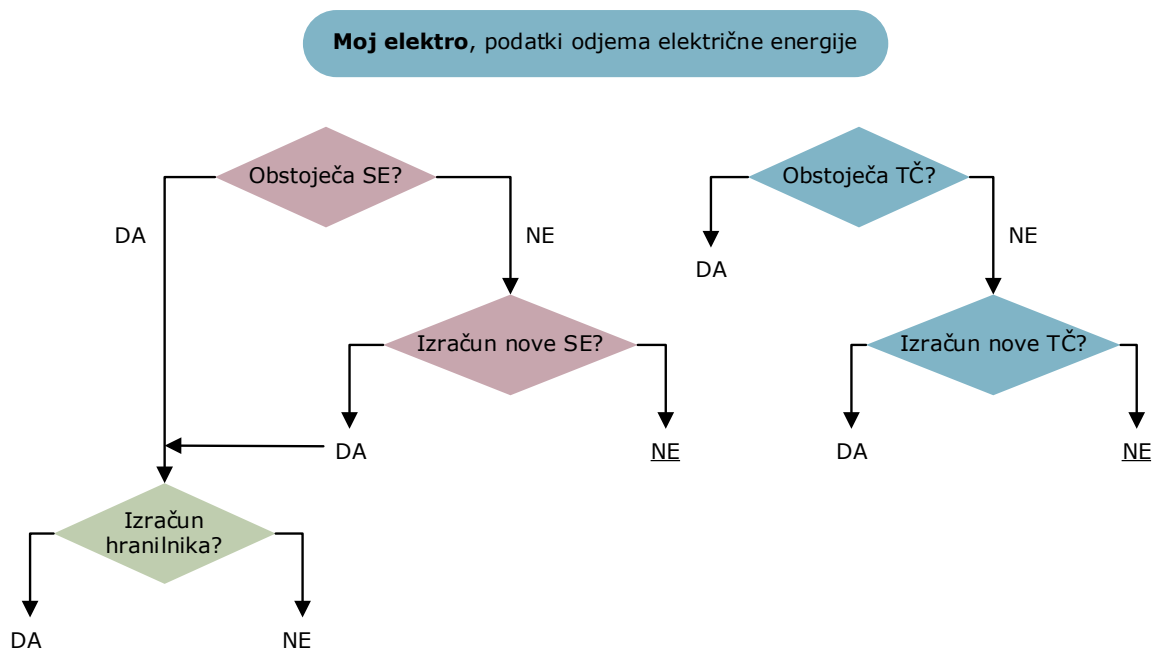 Moj elektro, podatki odjema električne energije
Obstoječa SE?
Obstoječa TČ?
DA
NE
DA
NE
Izračun nove SE?
Izračun nove TČ?
DA
NE
DA
NE
Izračun
hranilnika?
DA
NE